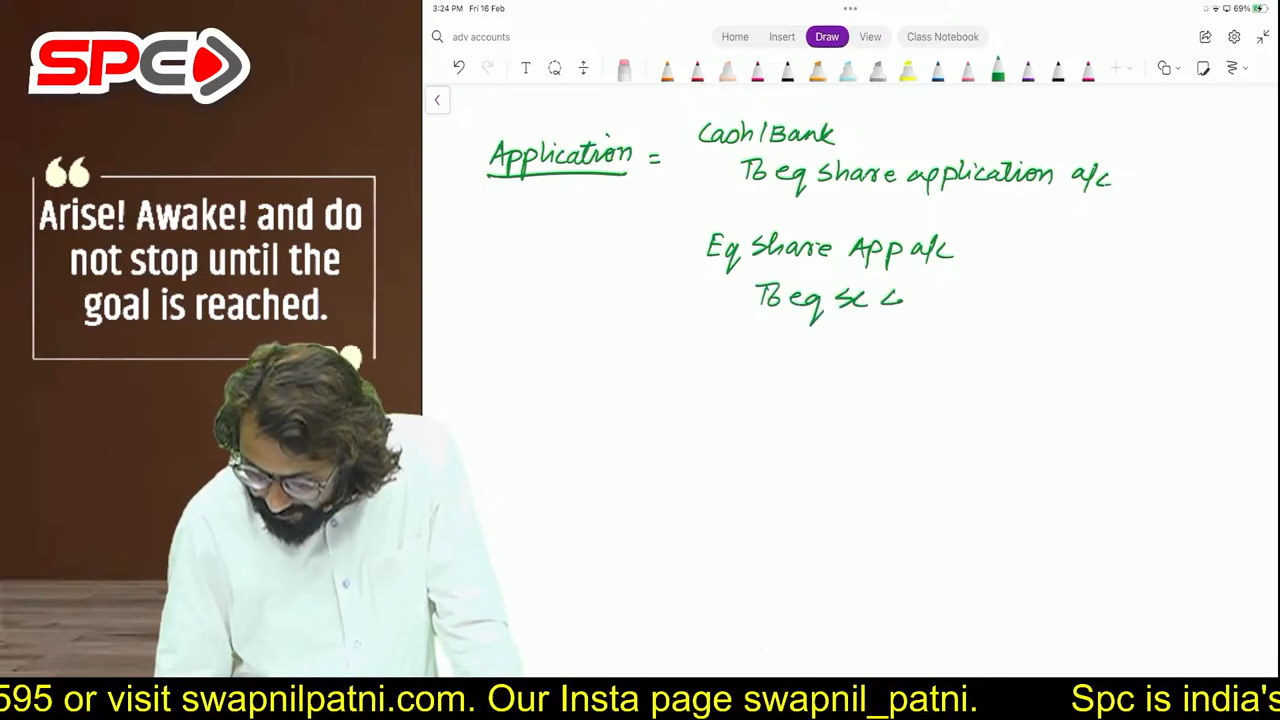 3:24 PM Fri 16 Feb
69%
adv accounts
Home Insert Draw View Class Notebook
SPC
Arise! Awake! and do
not stop until the
goal is reached.
Application = Cash/Bank
To eq share application a/c
Eq Share App a/c
To eq sc
595 or visit swapnilpatni.com. Our Insta page swapnil_patni. Spc is india's